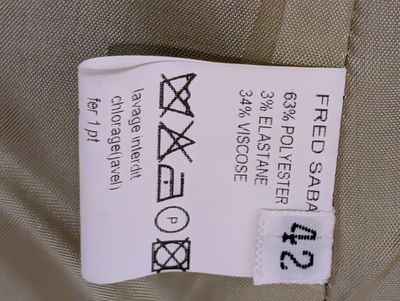 FRED SABA
63% POLYESTER
3% ELASTANE
34% VISCOSE
P
lavage interdit
chlorage(javel)
fer 1 pt
42